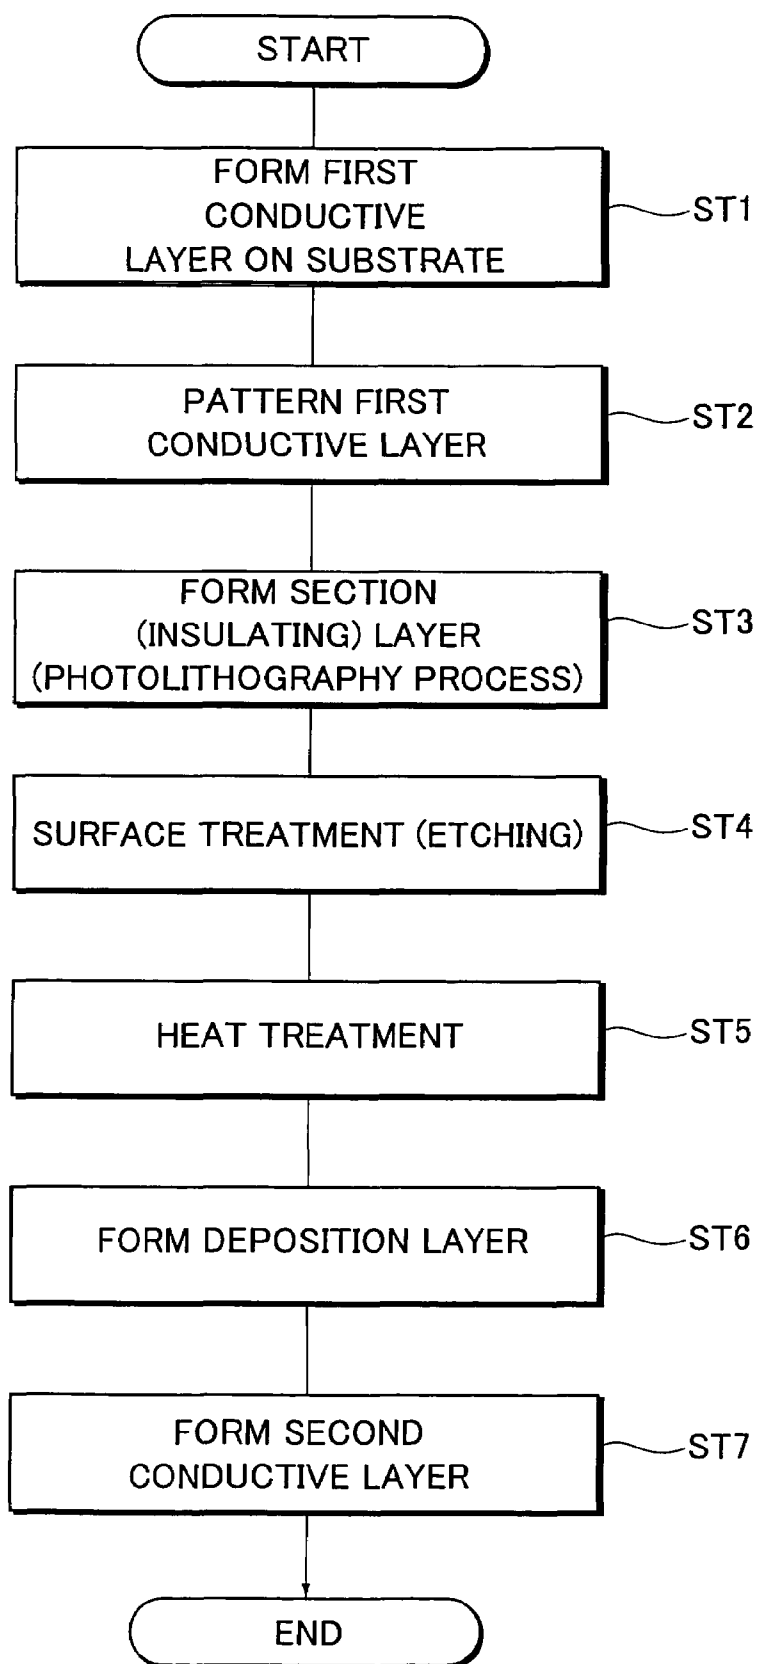 START
FORM FIRST
CONDUCTIVE
LAYER ON SUBSTRATE
ST1
PATTERN FIRST
CONDUCTIVE LAYER
ST2
FORM SECTION
(INSULATING) LAYER
(PHOTOLITHOGRAPHY PROCESS)
ST3
SURFACE TREATMENT (ETCHING)
ST4
HEAT TREATMENT
ST5
FORM DEPOSITION LAYER
ST6
FORM SECOND
CONDUCTIVE LAYER
ST7
END